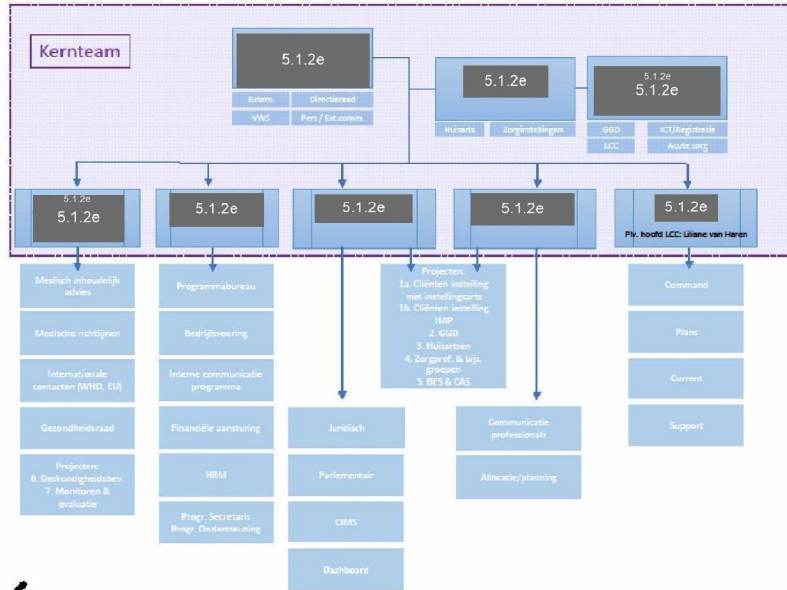 Kernteam
5.1.2e
Extern
Directieraad
VWS
Pers / Ext.comm.
5.1.2e
Huisarts
Zorginstellingen
5.1.2e
5.1.2e
GGD
ICT/Registratie
LCC
Acute zorg
5.1.2e
5.1.2e
5.1.2e
5.1.2e
5.1.2e
5.1.2e
Plv. hoofd LCC: Liliane van Haren
Medisch inhoudelijk
advies
Medische richtlijnen
Internationale
contacten (WHO, EU)
Gezondheidsraad
Projecten:
6. Deskundigheidsbev.
7. Monitoren &
evaluatie
Programmabureau
Bedrijfsvoering
Interne communicatie
programma
Financiële aansturing
HRM
Progr. Secretaris
Progr. Ondersteuning
Juridisch
Parlementair
CIMS
Dashboard
Projecten:
1a. Cliënten instelling
met instellingsarts
1b. Cliënten instelling
HAP
2. GGD
3. Huisartsen
4. Zorgprof. & bijz.
groepen
5. BES & CAS
Communicatie
professionals
Allocatie/planning
Command
Plans
Current
Support